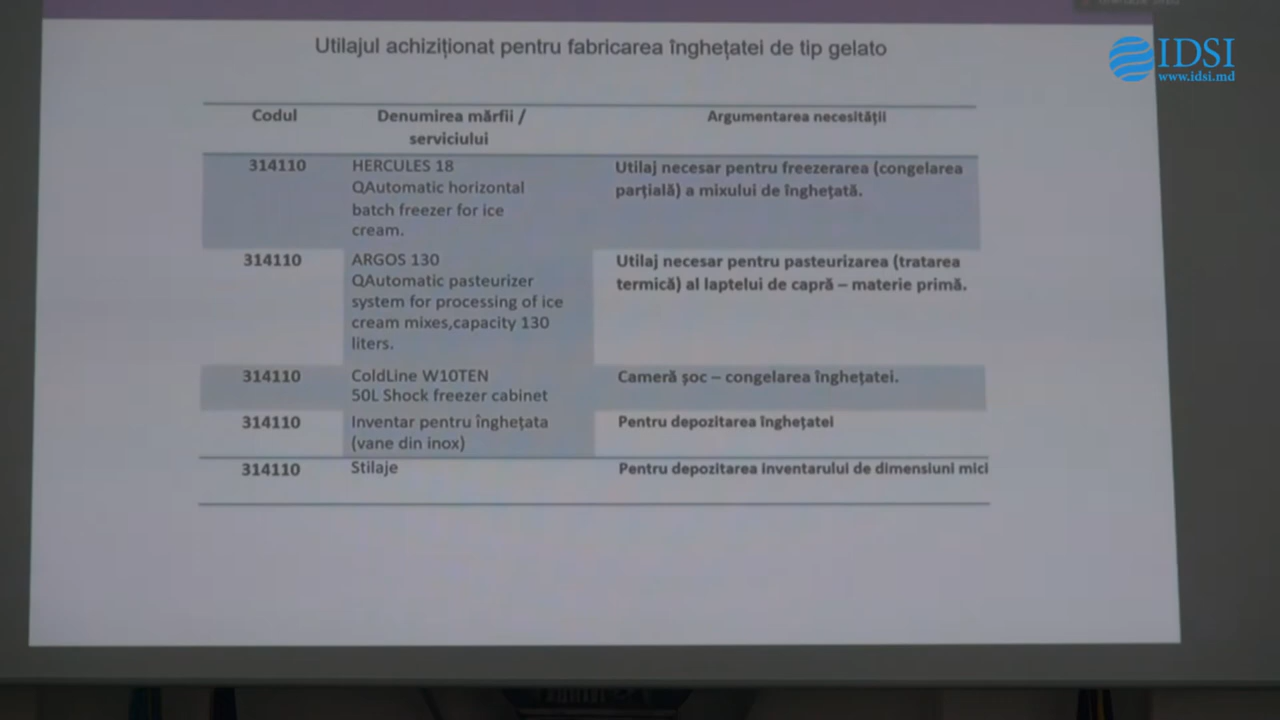 Utilajul achiziționat pentru fabricarea înghețatei de tip gelato
IDSI
www.idsi.md
Codul
Denumirea mărfii /
serviciului
Argumentarea necesității
314110
HERCULES 18
QAutomatic horizontal
batch freezer for ice
cream.
Utilaj necesar pentru freezerarea (congelarea
parțială) a mixului de înghețată.
314110
ARGOS 130
QAutomatic pasteurizer
system for processing of ice
cream mixes,capacity 130
liters.
Utilaj necesar pentru pasteurizarea (tratarea
termică) al laptelui de capră – materie primă.
314110
ColdLine W10TEN
50L Shock freezer cabinet
Cameră șoc – congelarea înghețatei.
314110
Inventar pentru înghețata
(vane din inox)
Pentru depozitarea înghețatei
314110
Stilaje
Pentru depozitarea inventarului de dimensiuni mici